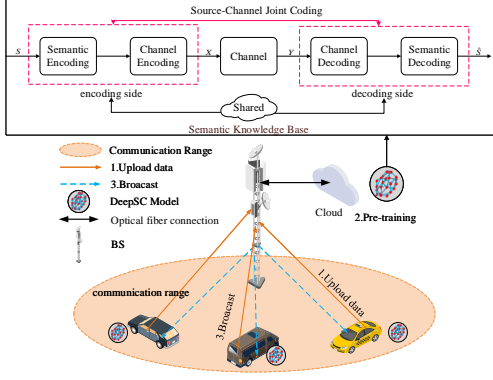 Source-Channel Joint Coding
S
Semantic
Encoding
Channel
Encoding
X
Channel
Y
Channel
Decoding
Semantic
Decoding
Ŝ
encoding side
Shared
decoding side
Semantic Knowledge Base
Communication Range
1.Upload data
3.Broacast
DeepSC Model
Optical fiber connection
BS
Cloud
2.Pre-training
communication range
3.Broacast
1.Upload data